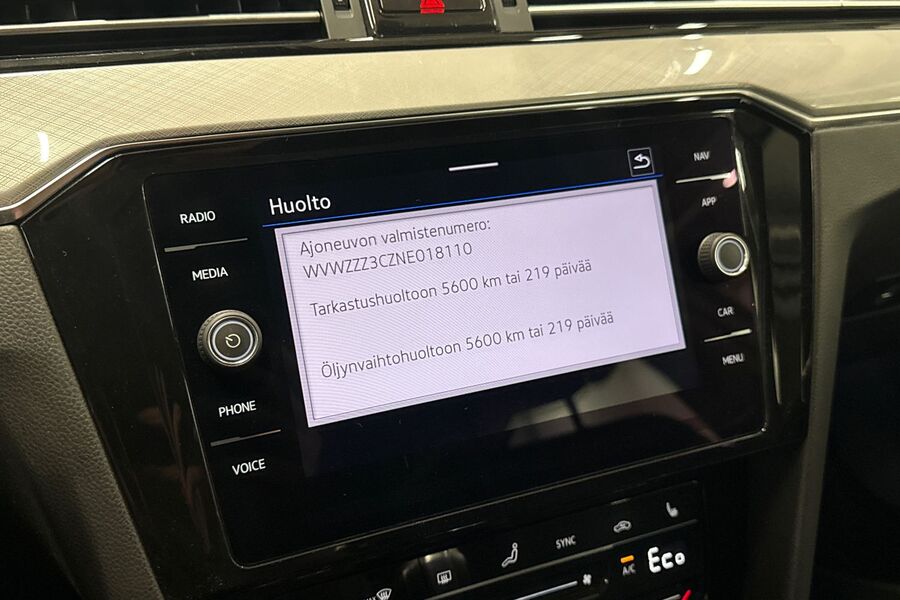 NAV
RADIO
Huolto
APP
Ajoneuvon valmistenumero:
WVWZZZ3CZNE018110
MEDIA
Tarkastushuoltoon 5600 km tai 219 päivää
CAR
Öljynvaihtohuoltoon 5600 km tai 219 päivää
MENU
PHONE
VOICE
SYNC
A/C
Eco